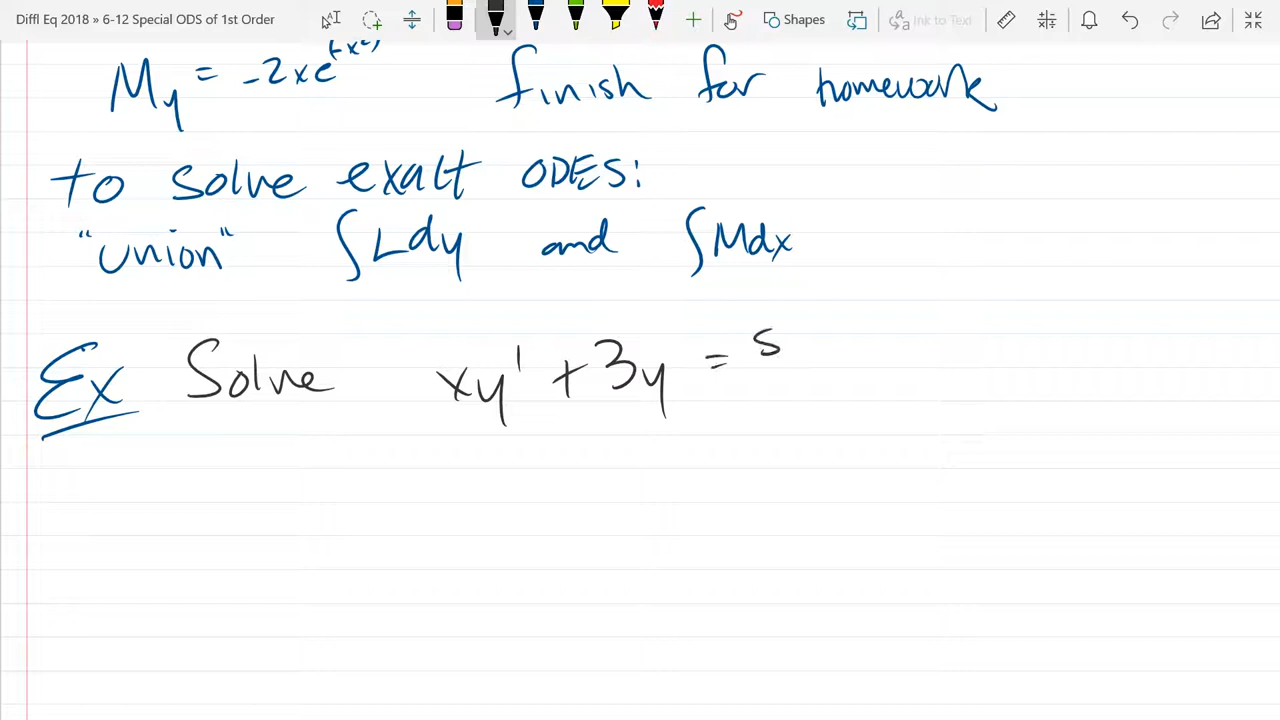 Diffl Eq 2018 » 6-12 Special ODS of 1st Order
Shapes
Ink to Text
My = -2xe^(-x²) finish for homework
to solve exact ODES:
"union" ∫Ldy and ∫Mdx
Ex Solve xy' + 3y = s